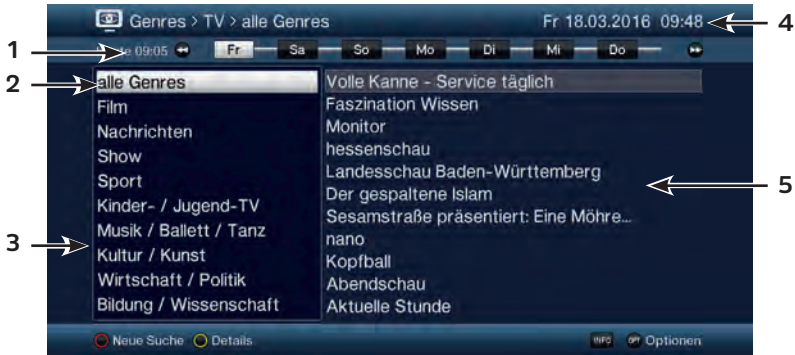 Genres > TV > alle Genres Fr 18.03.2016 09:48 4
1 09:05 Fr Sa So Mo Di Mi Do
2 alle Genres Volle Kanne - Service täglich
Film Faszination Wissen
Nachrichten Monitor
Show hessenschau
Sport Landesschau Baden-Württemberg 5
Kinder- / Jugend-TV Der gespaltene Islam
Musik / Ballett / Tanz Sesamstraße präsentiert: Eine Möhre...
3 Kultur / Kunst nano
Wirtschaft / Politik Kopfball
Bildung / Wissenschaft Abendschau
Aktuelle Stunde
Neue Suche Details INFO OPT Optionen